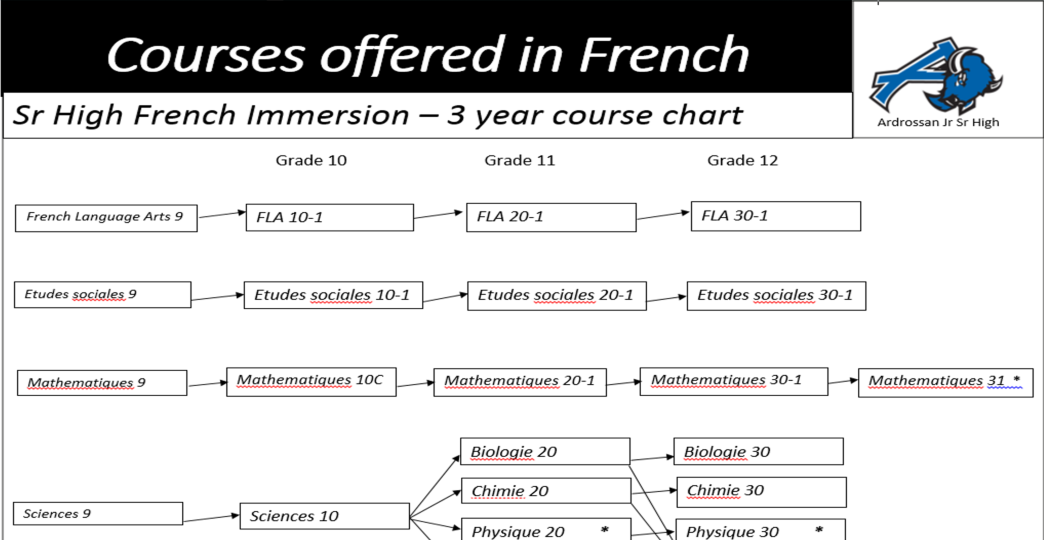 Courses offered in French
Sr High French Immersion – 3 year course chart
Ardrossan Jr Sr High
Grade 10 Grade 11 Grade 12
French Language Arts 9 FLA 10-1 FLA 20-1 FLA 30-1
Etudes sociales 9 Etudes sociales 10-1 Etudes sociales 20-1 Etudes sociales 30-1
Mathematiques 9 Mathematiques 10C Mathematiques 20-1 Mathematiques 30-1 Mathematiques 31 *
Biologie 20 Biologie 30
Chimie 20 Chimie 30
Sciences 9 Sciences 10
Physique 20 * Physique 30 *